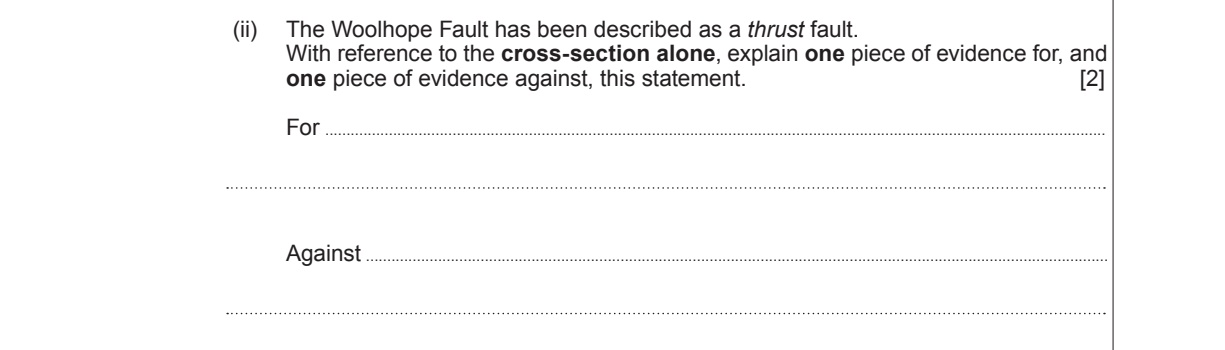 (ii) The Woolhope Fault has been described as a thrust fault.
With reference to the cross-section alone, explain one piece of evidence for, and
one piece of evidence against, this statement. [2]
For
Against